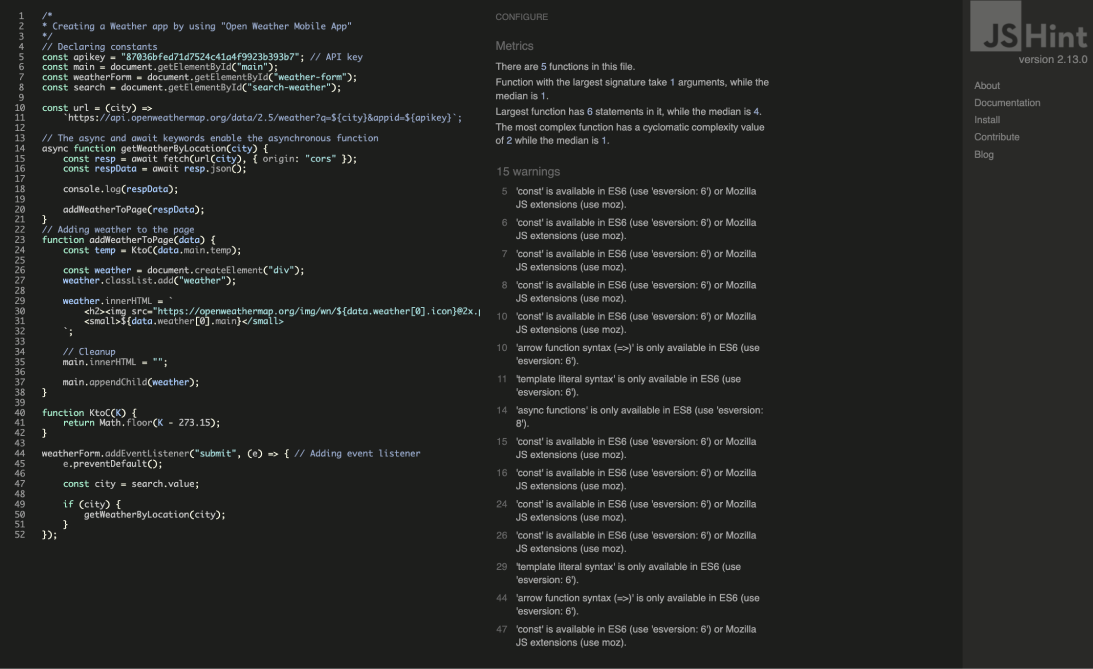 1 /*
2 * Creating a Weather app by using "Open Weather Mobile App"
3 */
4 // Declaring constants
5 const apikey = "87036bfed71d7524c41a4f9923b393b7"; // API key
6 const main = document.getElementById("main");
7 const weatherForm = document.getElementById("weather-form");
8 const search = document.getElementById("search-weather");
9
10 const url = (city) =>
11 `https://api.openweathermap.org/data/2.5/weather?q=${city}&appid=${apikey}`;
12
13 // The async and await keywords enable the asynchronous function
14 async function getWeatherByLocation(city) {
15 const resp = await fetch(url(city), { origin: "cors" });
16 const respData = await resp.json();
17
18 console.log(respData);
19
20 addWeatherToPage(respData);
21 }
22 // Adding weather to the page
23 function addWeatherToPage(data) {
24 const temp = KtoC(data.main.temp);
25
26 const weather = document.createElement("div");
27 weather.classList.add("weather");
28
29 weather.innerHTML = `
30 <h2><img src="https://openweathermap.org/img/wn/${data.weather[0].icon}@2x.p
31 <small>${data.weather[0].main}</small>
32 `;
33
34 // Cleanup
35 main.innerHTML = "";
36
37 main.appendChild(weather);
38 }
39
40 function KtoC(K) {
41 return Math.floor(K - 273.15);
42 }
43
44 weatherForm.addEventListener("submit", (e) => { // Adding event listener
45 e.preventDefault();
46
47 const city = search.value;
48
49 if (city) {
50 getWeatherByLocation(city);
51 }
52 });
CONFIGURE
Metrics
There are 5 functions in this file.
Function with the largest signature take 1 arguments, while the
median is 1.
Largest function has 6 statements in it, while the median is 4.
The most complex function has a cyclomatic complexity value
of 2 while the median is 1.
15 warnings
5 'const' is available in ES6 (use 'esversion: 6') or Mozilla
JS extensions (use moz).
6 'const' is available in ES6 (use 'esversion: 6') or Mozilla
JS extensions (use moz).
7 'const' is available in ES6 (use 'esversion: 6') or Mozilla
JS extensions (use moz).
8 'const' is available in ES6 (use 'esversion: 6') or Mozilla
JS extensions (use moz).
10 'const' is available in ES6 (use 'esversion: 6') or Mozilla
JS extensions (use moz).
10 'arrow function syntax (=>)' is only available in ES6 (use
'esversion: 6').
11 'template literal syntax' is only available in ES6 (use
'esversion: 6').
14 'async functions' is only available in ES8 (use 'esversion:
8').
15 'const' is available in ES6 (use 'esversion: 6') or Mozilla
JS extensions (use moz).
16 'const' is available in ES6 (use 'esversion: 6') or Mozilla
JS extensions (use moz).
24 'const' is available in ES6 (use 'esversion: 6') or Mozilla
JS extensions (use moz).
26 'const' is available in ES6 (use 'esversion: 6') or Mozilla
JS extensions (use moz).
29 'template literal syntax' is only available in ES6 (use
'esversion: 6').
44 'arrow function syntax (=>)' is only available in ES6 (use
'esversion: 6').
47 'const' is available in ES6 (use 'esversion: 6') or Mozilla
JS extensions (use moz).
JSHint
version 2.13.0
About
Documentation
Install
Contribute
Blog